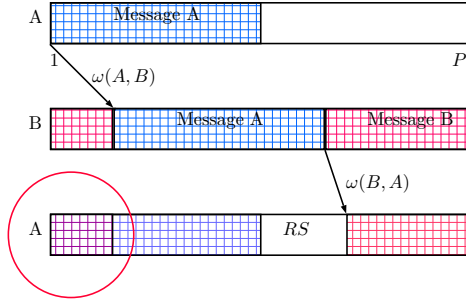 A Message A
1 P
ω(A, B)
B Message A Message B
ω(B, A)
A RS